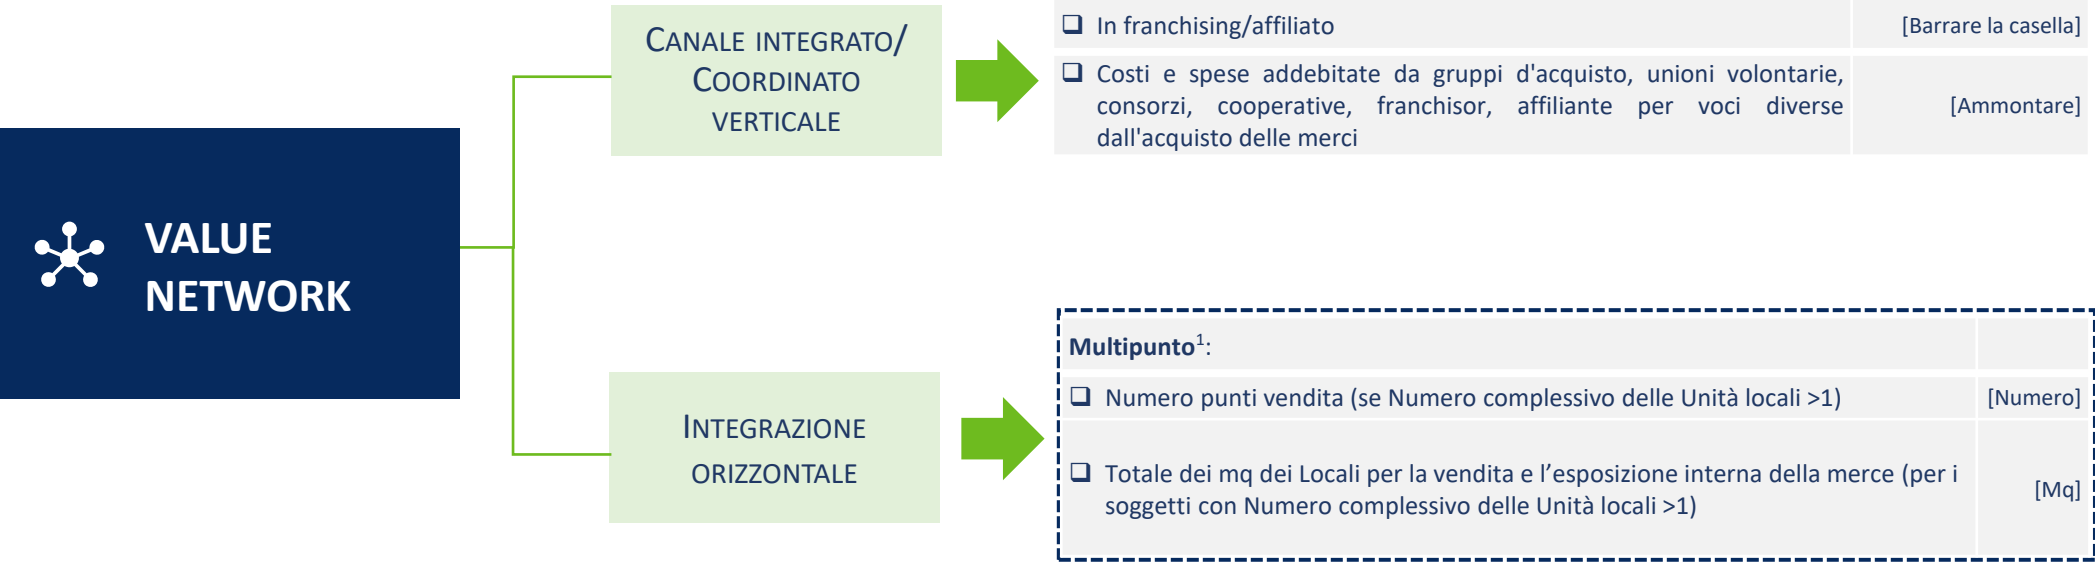 VALUE
NETWORK
CANALE INTEGRATO/
COORDINATO
VERTICALE
❑ In franchising/affiliato [Barrare la casella]
❑ Costi e spese addebitate da gruppi d'acquisto, unioni volontarie,
consorzi, cooperative, franchisor, affiliante per voci diverse
dall'acquisto delle merci
[Ammontare]
INTEGRAZIONE
ORIZZONTALE
Multipunto¹:
❑ Numero punti vendita (se Numero complessivo delle Unità locali >1) [Numero]
❑ Totale dei mq dei Locali per la vendita e l’esposizione interna della merce (per i
soggetti con Numero complessivo delle Unità locali >1)
[Mq]